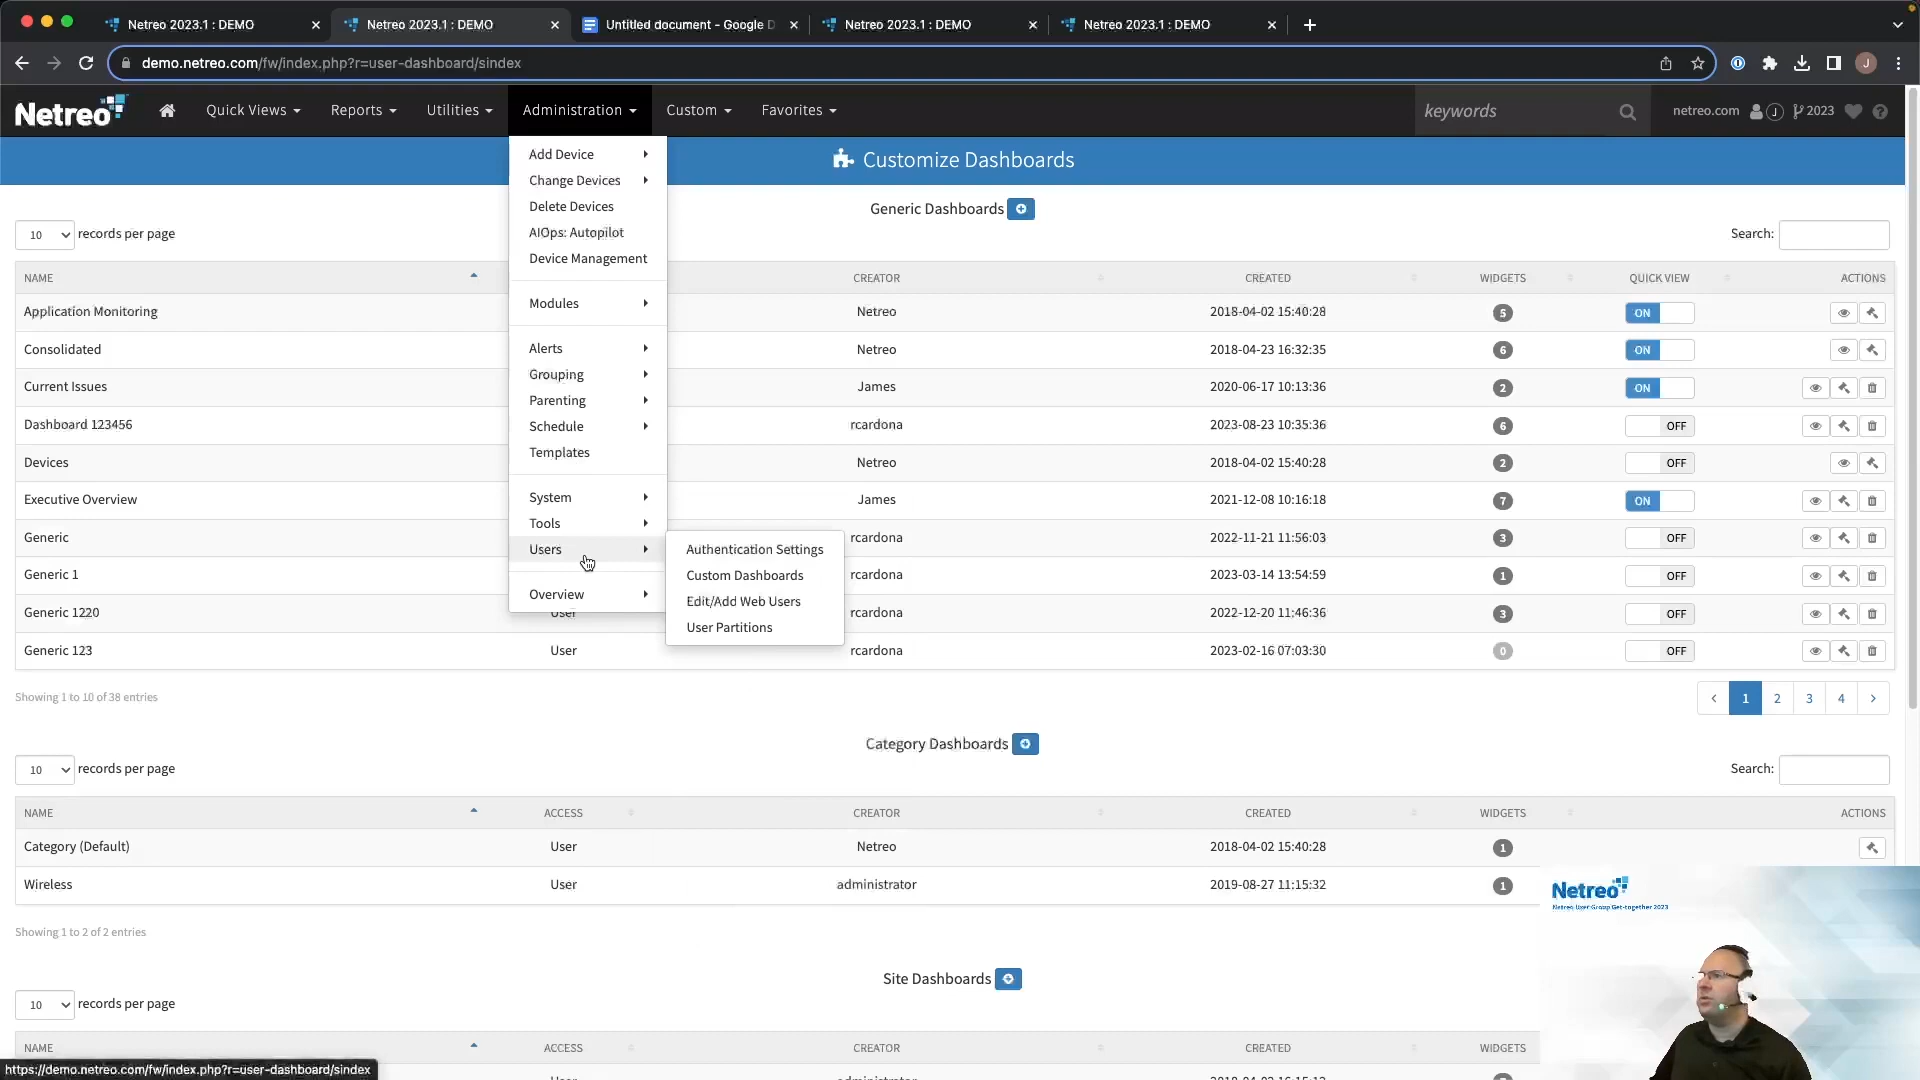 Netreo 2023.1 : DEMO
Netreo 2023.1 : DEMO
Untitled document - Google D
Netreo 2023.1 : DEMO
Netreo 2023.1 : DEMO
demo.netreo.com/fw/index.php?r=user-dashboard/sindex
J
Netreo
Quick Views
Reports
Utilities
Administration
Custom
Favorites
keywords
netreo.com
J
2023
Customize Dashboards
Add Device
Change Devices
Delete Devices
AIOps: Autopilot
Device Management
Modules
Alerts
Grouping
Parenting
Schedule
Templates
System
Tools
Users
Overview
Authentication Settings
Custom Dashboards
Edit/Add Web Users
User Partitions
Generic Dashboards
10 records per page
Search:
NAME CREATOR CREATED WIDGETS QUICK VIEW ACTIONS
Application Monitoring Netreo 2018-04-02 15:40:28 5 ON
Consolidated Netreo 2018-04-23 16:32:35 6 ON
Current Issues James 2020-06-17 10:13:36 2 ON
Dashboard 123456 rcardona 2023-08-23 10:35:36 6 OFF
Devices Netreo 2018-04-02 15:40:28 2 OFF
Executive Overview James 2021-12-08 10:16:18 7 ON
Generic rcardona 2022-11-21 11:56:03 3 OFF
Generic 1 rcardona 2023-03-14 13:54:59 1 OFF
Generic 1220 User rcardona 2022-12-20 11:46:36 3 OFF
Generic 123 User rcardona 2023-02-16 07:03:30 0 OFF
Showing 1 to 10 of 38 entries
1 2 3 4
Category Dashboards
10 records per page
Search:
NAME ACCESS CREATOR CREATED WIDGETS ACTIONS
Category (Default) User Netreo 2018-04-02 15:40:28 1
Wireless User administrator 2019-08-27 11:15:32 1
Showing 1 to 2 of 2 entries
Netreo
Netreo User Group Get-together 2023
Site Dashboards
10 records per page
NAME ACCESS CREATOR CREATED WIDGETS
https://demo.netreo.com/fw/index.php?r=user-dashboard/sindex